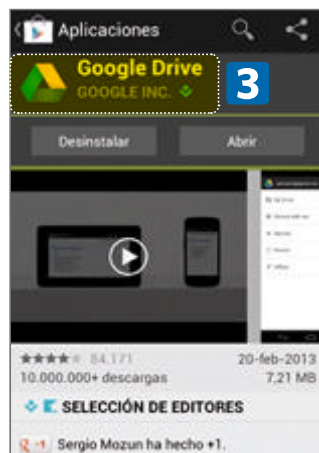 Aplicaciones
Google Drive
GOOGLE INC.
3
Desinstalar Abrir
84.171 20-feb-2013
10.000.000+ descargas 7,21 MB
SELECCIÓN DE EDITORES
+1 Sergio Mozun ha hecho +1.